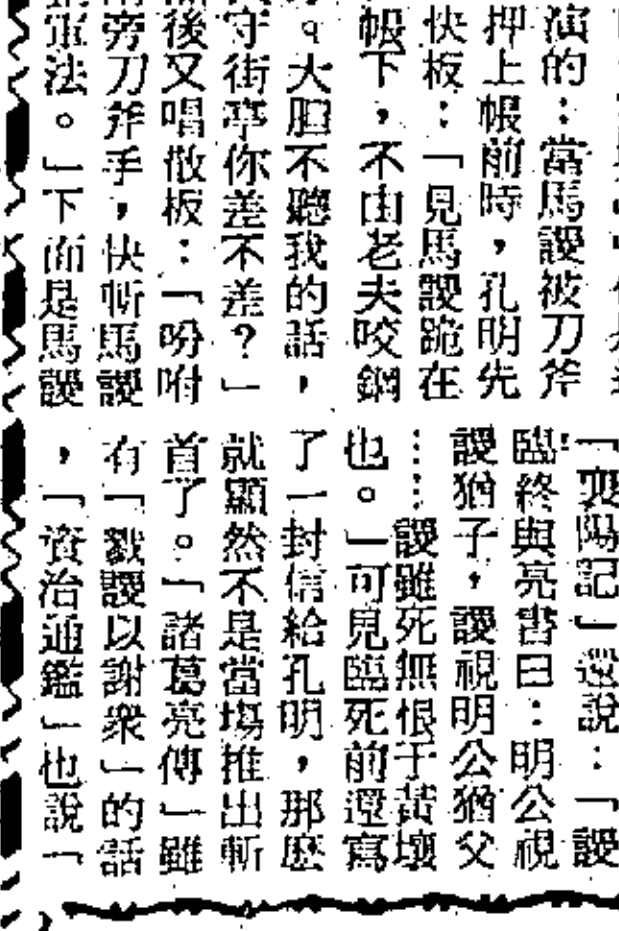 演的：當馬謖被刀斧
押上帳前時，孔明先
快板：「見馬謖跪在
帳下，不由老夫咬鋼
。大胆不聽我的話，
守街亭你差不差？」
後又唱散板：「吩咐
旁刀斧手，快斬馬謖
軍法。」下面是馬謖
「襄陽記」還說：「謖
臨終與亮書曰：明公視
謖猶子，謖視明公猶父
……謖雖死無恨于黃壤
也。」可見臨死前還寫
了一封信給孔明，那麽
就顯然不是當場推出斬
首了。「諸葛亮傳」雖
有「戮謖以謝衆」的話
，「資治通鑑」也說「